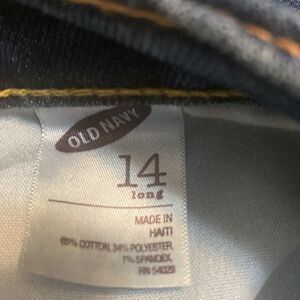 OLD NAVY
14
long
MADE IN
HAITI
65% COTTON, 34% POLYESTER,
1% SPANDEX.
RN 54023